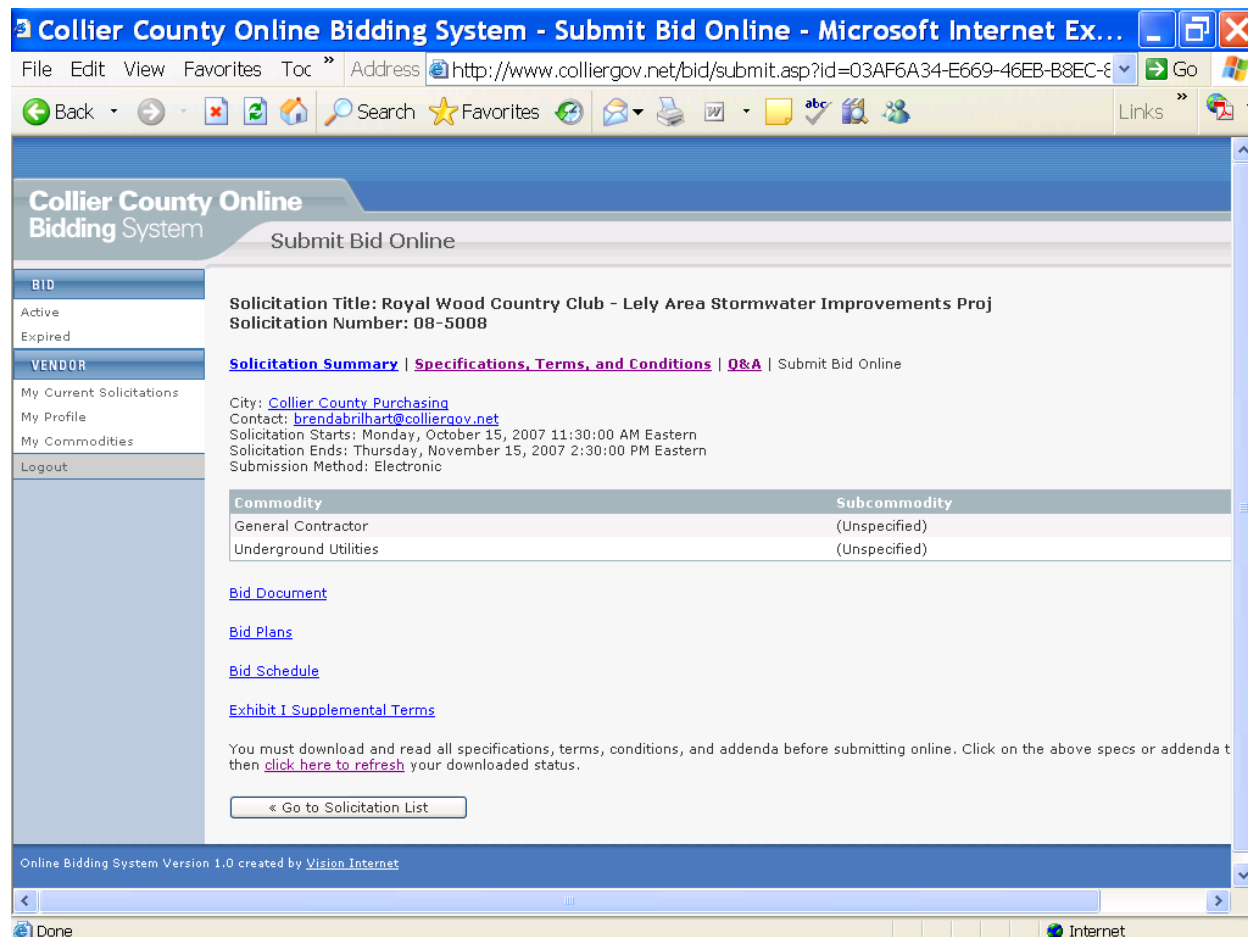 Collier County Online Bidding System - Submit Bid Online - Microsoft Internet Ex...
File Edit View Favorites Toc » Address http://www.colliergov.net/bid/submit.asp?id=03AF6A34-E669-46EB-B8EC-8 Go
Back Search Favorites Links »
Collier County Online
Bidding System
Submit Bid Online
BID
Active
Expired
VENDOR
My Current Solicitations
My Profile
My Commodities
Logout
Solicitation Title: Royal Wood Country Club - Lely Area Stormwater Improvements Proj
Solicitation Number: 08-5008
Solicitation Summary | Specifications, Terms, and Conditions | Q&A | Submit Bid Online
City: Collier County Purchasing
Contact: brendabrilhart@colliergov.net
Solicitation Starts: Monday, October 15, 2007 11:30:00 AM Eastern
Solicitation Ends: Thursday, November 15, 2007 2:30:00 PM Eastern
Submission Method: Electronic
Commodity Subcommodity
General Contractor (Unspecified)
Underground Utilities (Unspecified)
Bid Document
Bid Plans
Bid Schedule
Exhibit I Supplemental Terms
You must download and read all specifications, terms, conditions, and addenda before submitting online. Click on the above specs or addenda t
then click here to refresh your downloaded status.
« Go to Solicitation List
Online Bidding System Version 1.0 created by Vision Internet
Done Internet